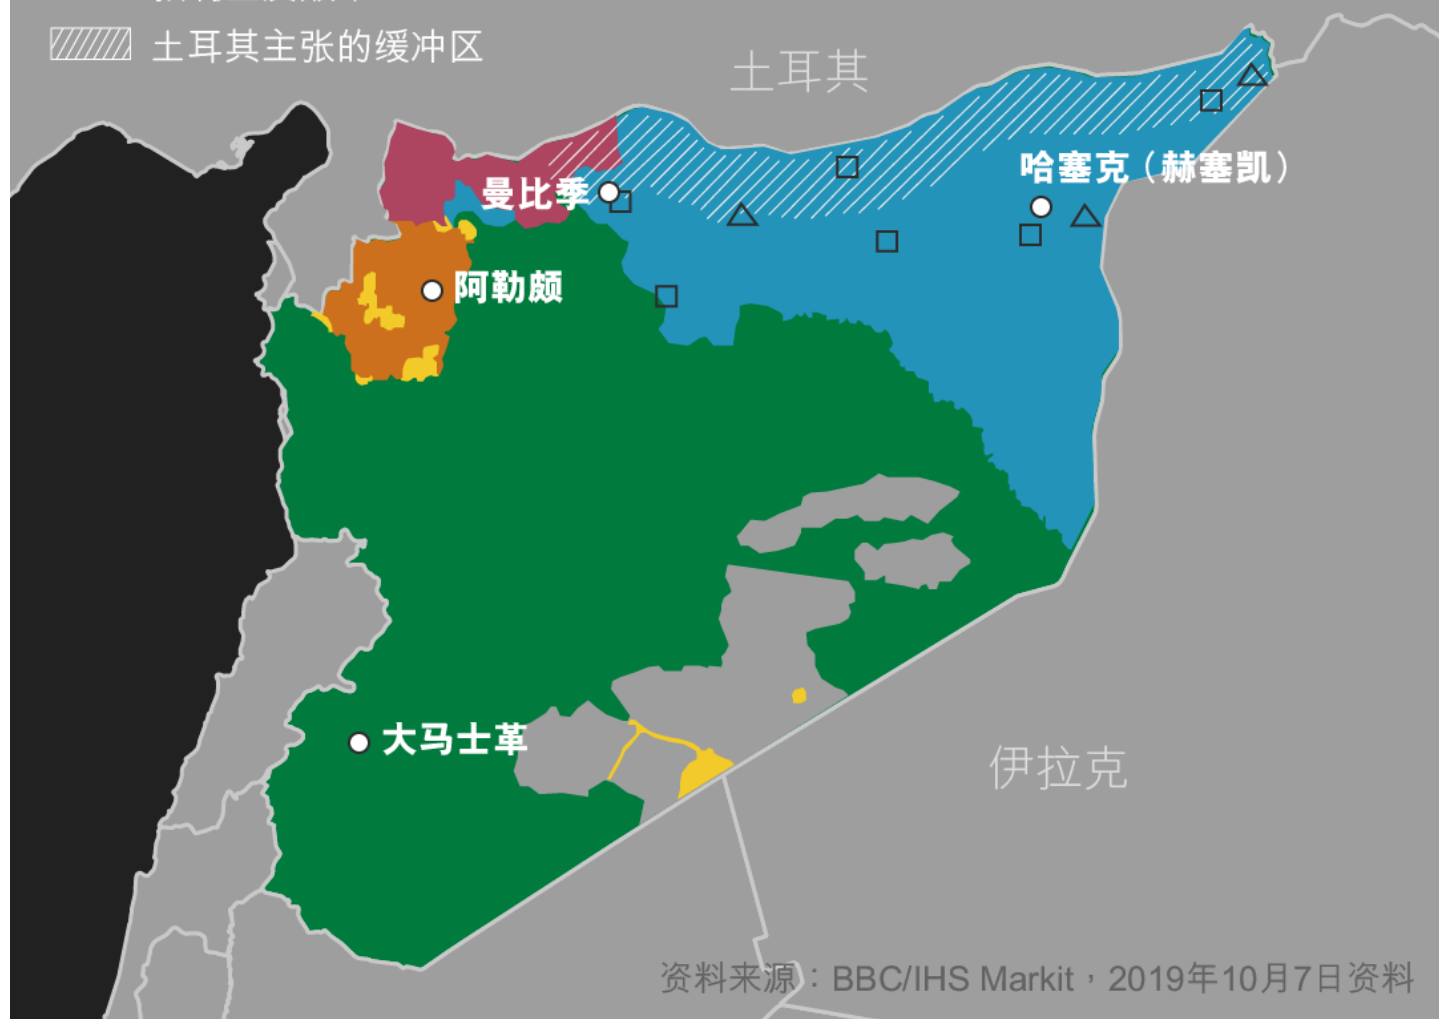 土耳其主张的缓冲区
土耳其
哈塞克（赫塞凯）
曼比季
阿勒颇
大马士革
伊拉克
资料来源：BBC/IHS Markit，2019年10月7日资料